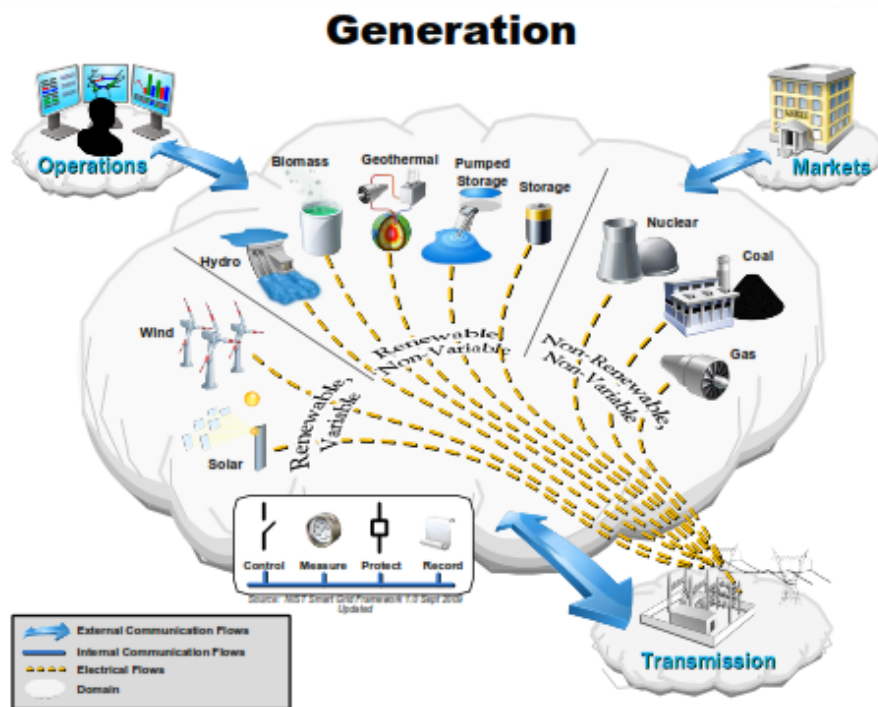 Generation
Operations
Markets
Biomass
Geothermal
Pumped
Storage
Storage
Nuclear
Hydro
Coal
Wind
Renewable,
Non-Variable
Non-Renewable,
Non-Variable
Gas
Renewable,
Variable
Solar
Control Measure Protect Record
Source: NIST Smart Grid Framework 1.0 Sept 2009
Updated
External Communication Flows
Internal Communication Flows
Electrical Flows
Domain
Transmission